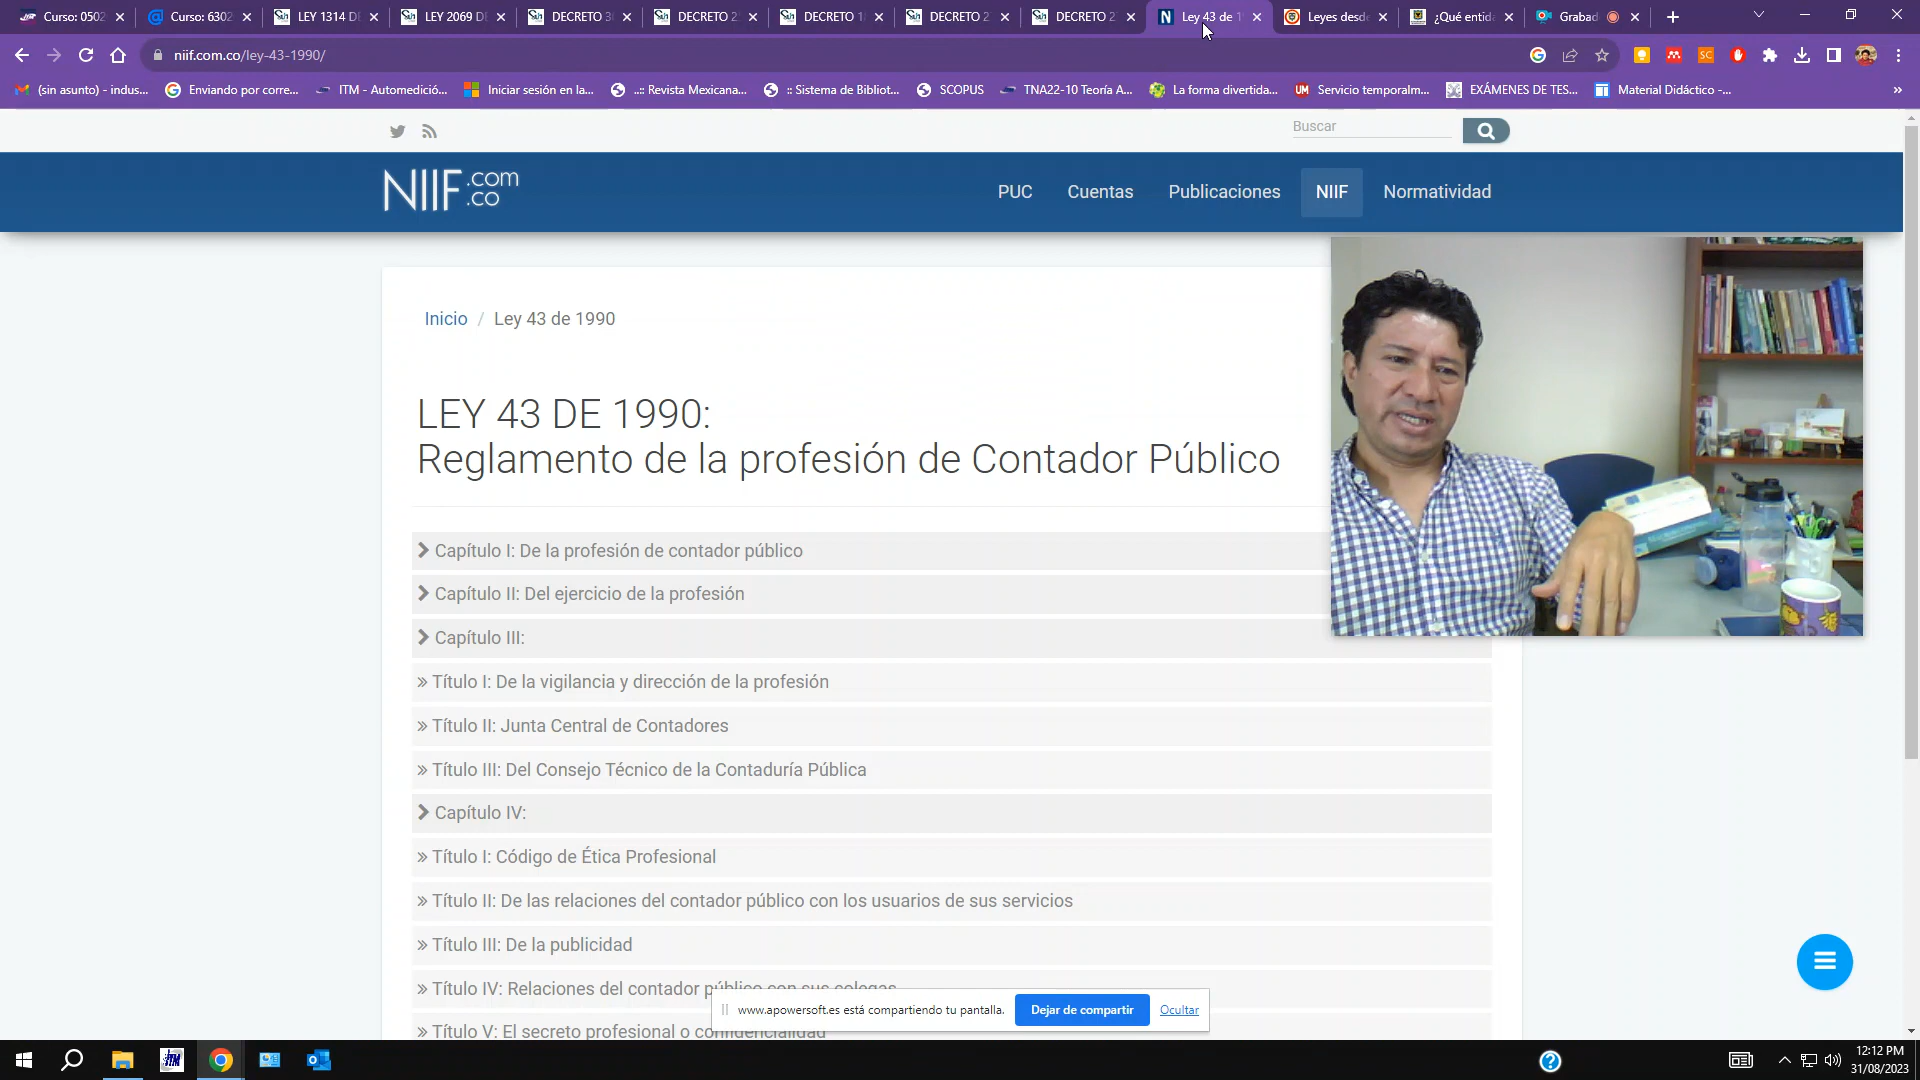 Curso: 0502
Curso: 6302
LEY 1314 DE
LEY 2069 DE
DECRETO
DECRETO 2
DECRETO 1
DECRETO 2
DECRETO 2
Ley 43 de 1
Leyes desde
¿Qué entida
Grabad
niif.com.co/ley-43-1990/
(sin asunto) - indus...
Enviando por corre...
ITM - Automedició...
Iniciar sesión en la...
..:: Revista Mexicana...
:: Sistema de Bibliot...
SCOPUS
TNA22-10 Teoría A...
La forma divertida...
Servicio temporalm...
EXÁMENES DE TES...
Material Didáctico -...
»
Buscar
NIIF .com .co
PUC
Cuentas
Publicaciones
NIIF
Normatividad
Inicio / Ley 43 de 1990
LEY 43 DE 1990:
Reglamento de la profesión de Contador Público
Capítulo I: De la profesión de contador público
Capítulo II: Del ejercicio de la profesión
Capítulo III:
» Título I: De la vigilancia y dirección de la profesión
» Título II: Junta Central de Contadores
» Título III: Del Consejo Técnico de la Contaduría Pública
Capítulo IV:
» Título I: Código de Ética Profesional
» Título II: De las relaciones del contador público con los usuarios de sus servicios
» Título III: De la publicidad
» Título IV: Relaciones del contador público con sus colegas
» Título V: El secreto profesional o confidencialidad
www.apowersoft.es está compartiendo tu pantalla.
Dejar de compartir
Ocultar
12:12 PM
31/08/2023